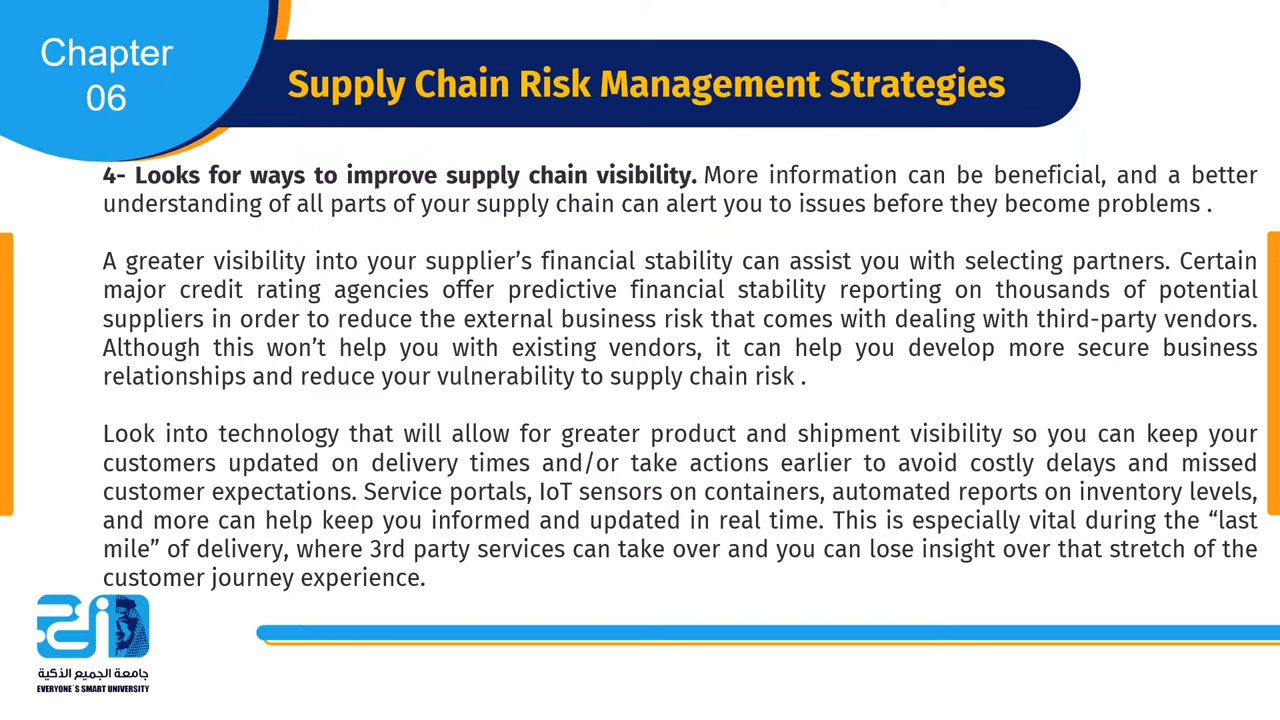 Chapter
06
Supply Chain Risk Management Strategies
4- Looks for ways to improve supply chain visibility. More information can be beneficial, and a better
understanding of all parts of your supply chain can alert you to issues before they become problems .
A greater visibility into your supplier’s financial stability can assist you with selecting partners. Certain
major credit rating agencies offer predictive financial stability reporting on thousands of potential
suppliers in order to reduce the external business risk that comes with dealing with third-party vendors.
Although this won’t help you with existing vendors, it can help you develop more secure business
relationships and reduce your vulnerability to supply chain risk .
Look into technology that will allow for greater product and shipment visibility so you can keep your
customers updated on delivery times and/or take actions earlier to avoid costly delays and missed
customer expectations. Service portals, IoT sensors on containers, automated reports on inventory levels,
and more can help keep you informed and updated in real time. This is especially vital during the “last
mile” of delivery, where 3rd party services can take over and you can lose insight over that stretch of the
customer journey experience.
جامعة الجميع الذكية
EVERYONE`S SMART UNIVERSITY